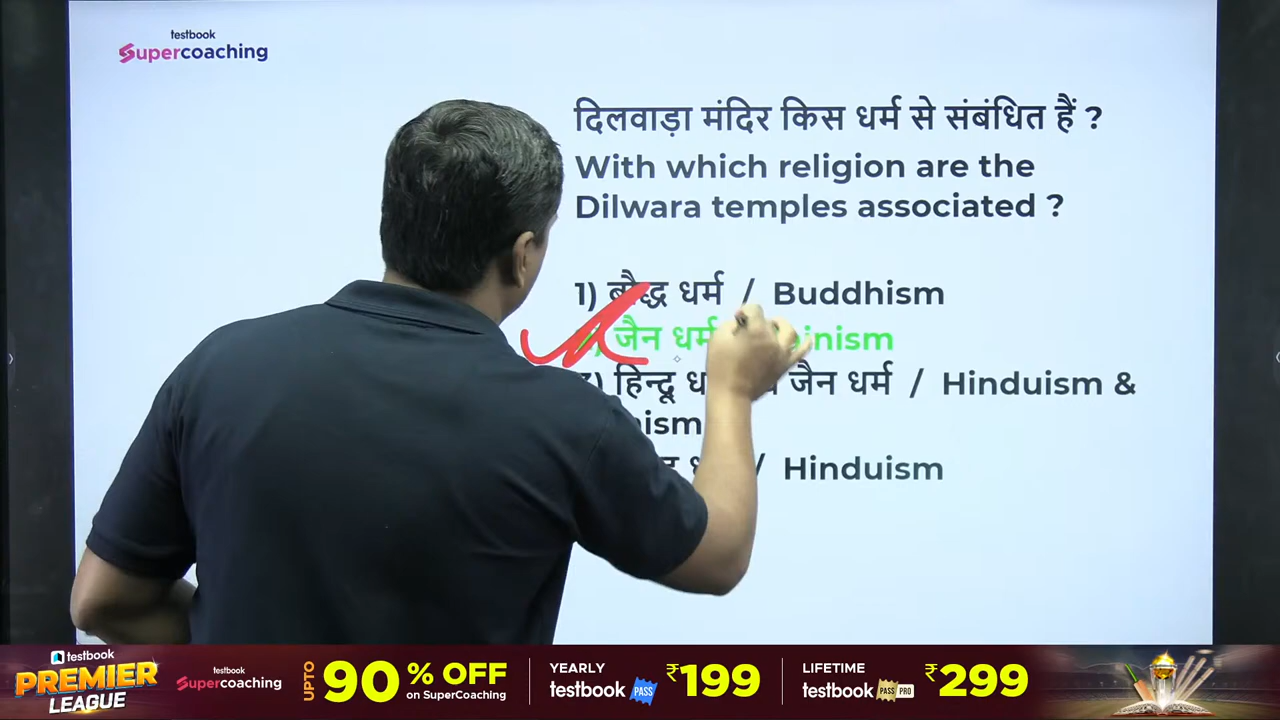 testbook
Supercoaching
दिलवाड़ा मंदिर किस धर्म से संबंधित हैं ?
With which religion are the
Dilwara temples associated ?
1) बौद्ध धर्म / Buddhism
जैन धर्म
हिन्दू जैन धर्म / Hinduism &
/ Hinduism
testbook
PREMIER
LEAGUE
testbook
Supercoaching
UPTO
90 % OFF
on SuperCoaching
YEARLY
testbook PASS
₹199
LIFETIME
testbook PASS PRO
₹299